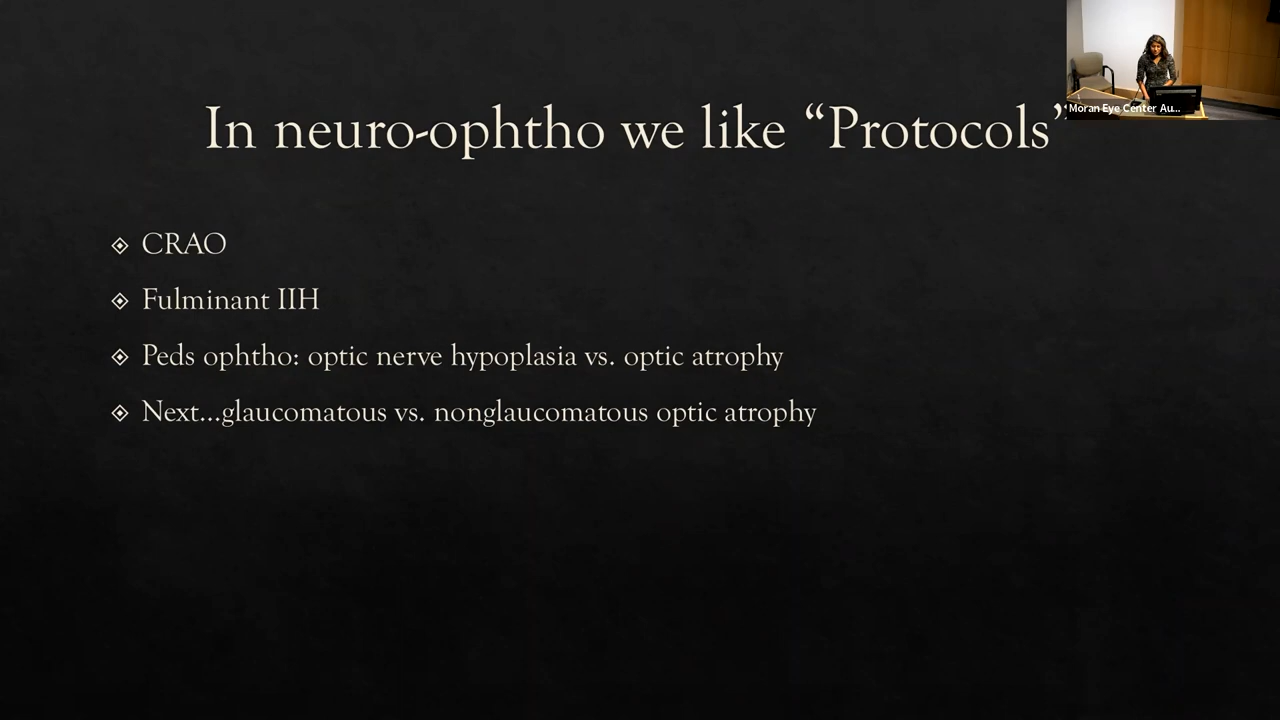 In neuro-ophtho we like “Protocols”
Moran Eye Center Au...
CRAO
Fulminant IIH
Peds ophtho: optic nerve hypoplasia vs. optic atrophy
Next...glaucomatous vs. nonglaucomatous optic atrophy